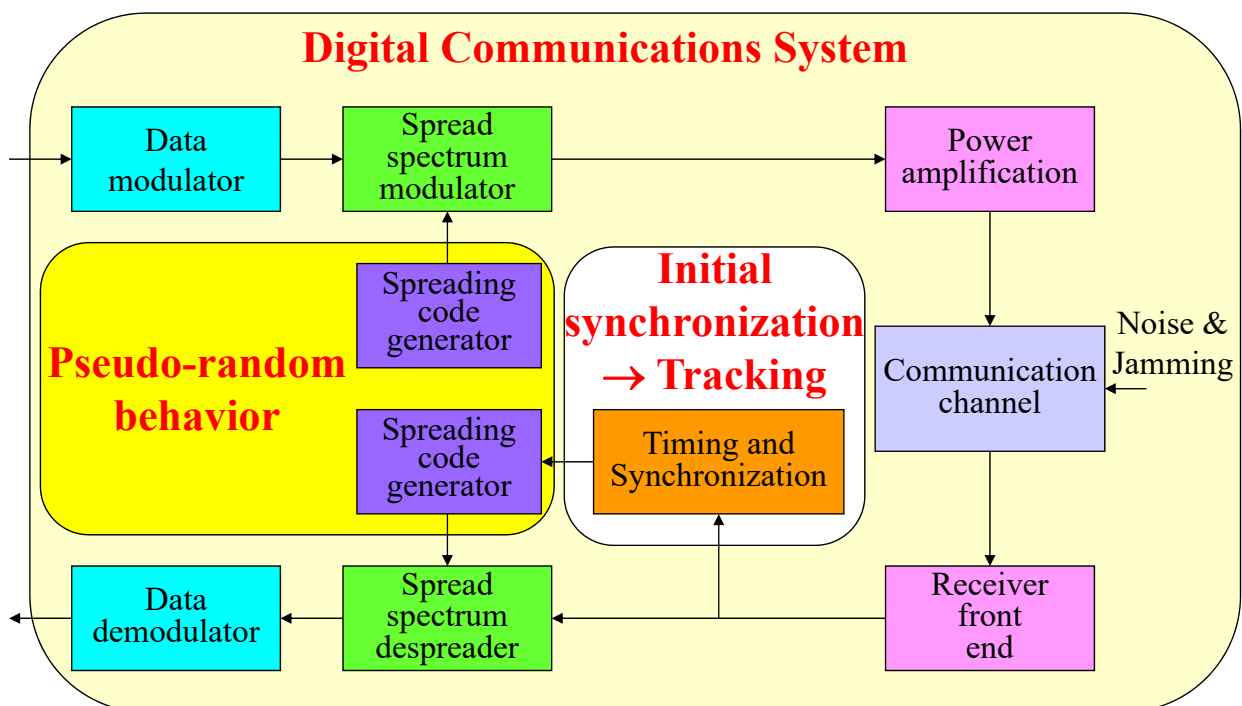 Digital Communications System
Data
modulator
Spread
spectrum
modulator
Power
amplification
Spreading
code
generator
Initial
synchronization
→ Tracking
Pseudo-random
behavior
Noise &
Jamming
Communication
channel
Spreading
code
generator
Timing and
Synchronization
Data
demodulator
Spread
spectrum
despreader
Receiver
front
end